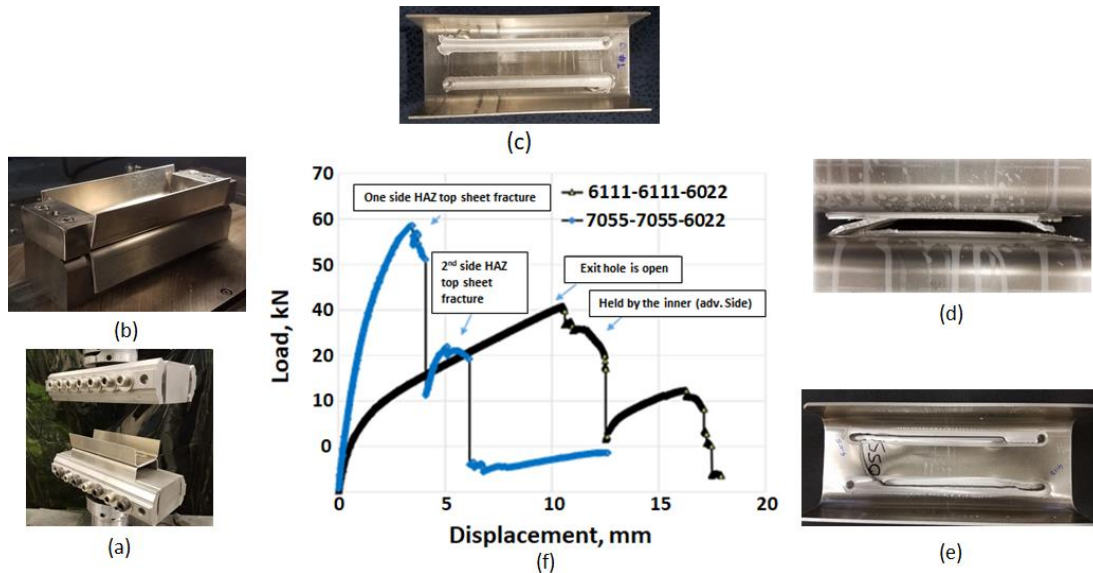 (c)
(b)
(a)
70
60
50
40
20
10
0
0
5
10
15
20
Load, kN
Displacement, mm
6111-6111-6022
7055-7055-6022
One side HAZ top sheet fracture
2nd side HAZ
top sheet
fracture
Exit hole is open
Held by the inner (adv. Side)
(f)
(d)
(e)